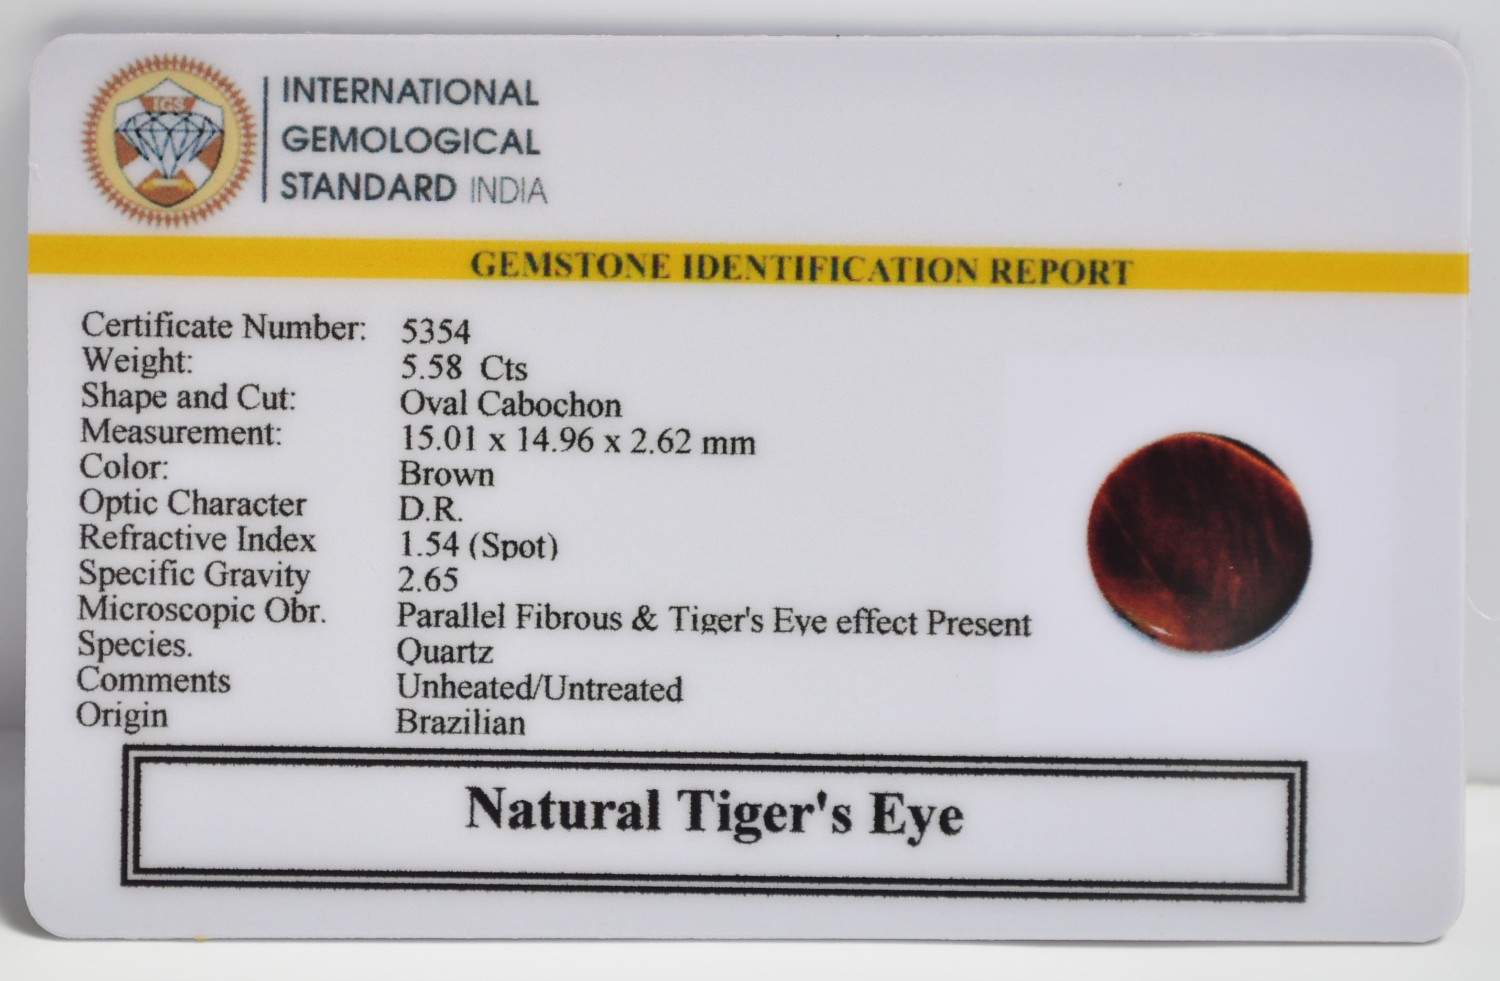 IGS
INTERNATIONAL
GEMOLOGICAL
STANDARD INDIA
GEMSTONE IDENTIFICATION REPORT
Certificate Number: 5354
Weight: 5.58 Cts
Shape and Cut: Oval Cabochon
Measurement: 15.01 x 14.96 x 2.62 mm
Color: Brown
Optic Character D.R.
Refractive Index 1.54 (Spot)
Specific Gravity 2.65
Microscopic Obr. Parallel Fibrous & Tiger's Eye effect Present
Species. Quartz
Comments Unheated/Untreated
Origin Brazilian
Natural Tiger's Eye